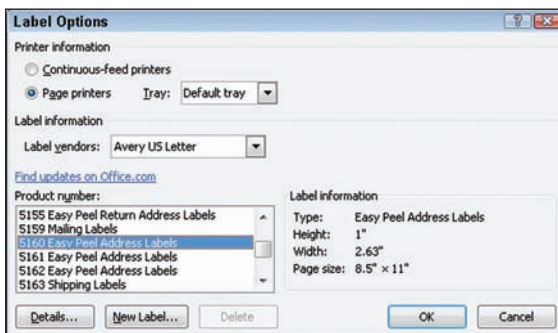 Label Options
Printer information
Continuous-feed printers
Page printers Tray: Default tray
Label information
Label vendors: Avery US Letter
Find updates on Office.com
Product number:
5155 Easy Peel Return Address Labels
5159 Mailing Labels
5160 Easy Peel Address Labels
5161 Easy Peel Address Labels
5162 Easy Peel Address Labels
5163 Shipping Labels
Label information
Type: Easy Peel Address Labels
Height: 1"
Width: 2.63"
Page size: 8.5" × 11"
Details... New Label... Delete OK Cancel